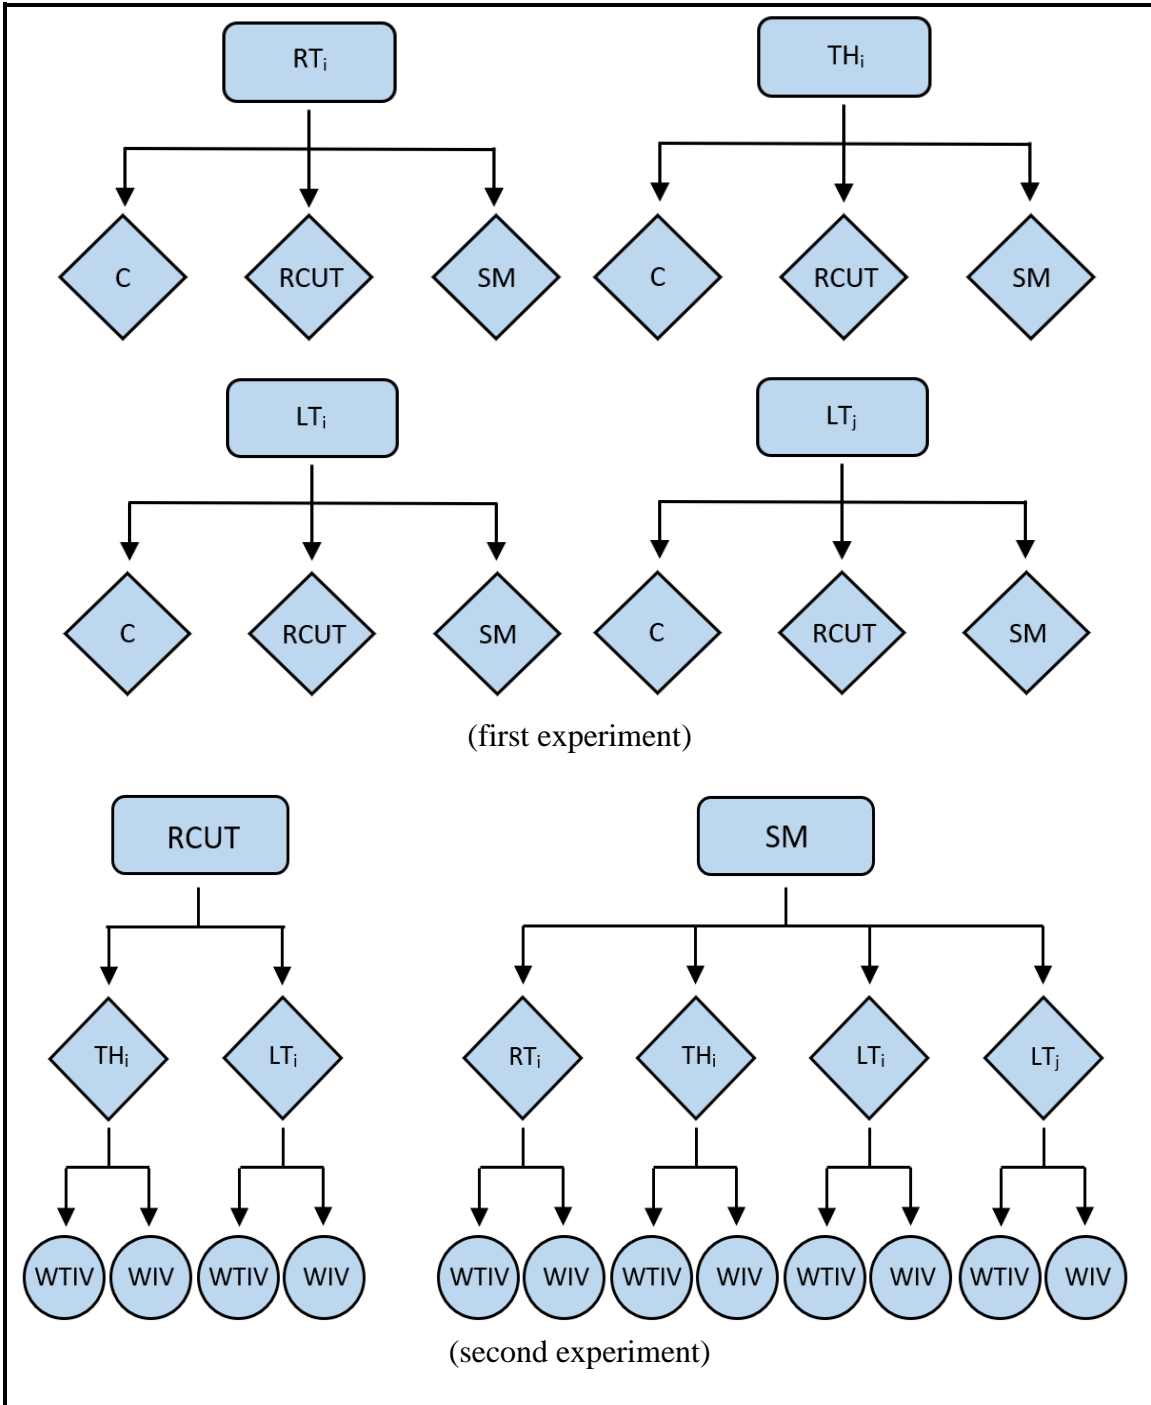 RTᵢ THᵢ
C RCUT SM C RCUT SM
LTᵢ LTⱼ
C RCUT SM C RCUT SM
(first experiment)
RCUT SM
THᵢ LTᵢ RTᵢ THᵢ LTᵢ LTⱼ
WTIV WIV WTIV WIV WTIV WIV WTIV WIV WTIV WIV WTIV WIV
(second experiment)